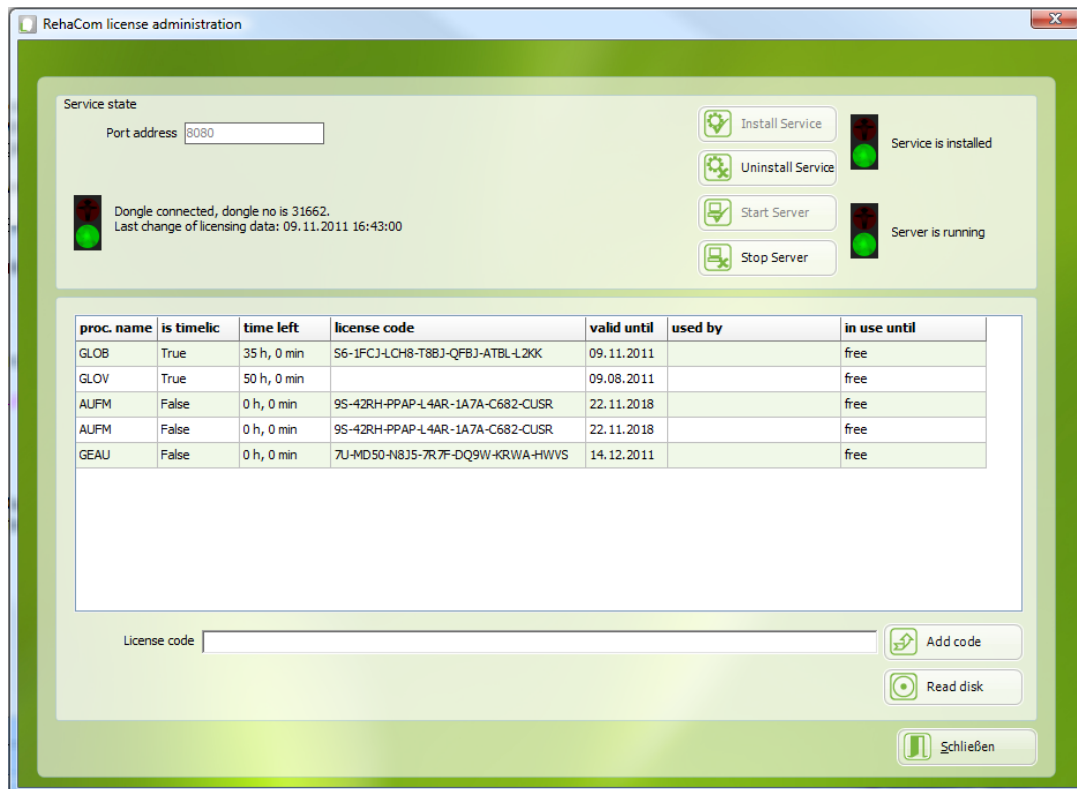 RehaCom license administration
Service state
Port address 8080
Install Service
Service is installed
Uninstall Service
Dongle connected, dongle no is 31662.
Last change of licensing data: 09.11.2011 16:43:00
Start Server
Server is running
Stop Server
proc. name is timelic time left license code valid until used by in use until
GLOB True 35 h, 0 min S6-1FCJ-LCH8-T8BJ-QFBJ-ATBL-L2KK 09.11.2011 free
GLOV True 50 h, 0 min 09.08.2011 free
AUFM False 0 h, 0 min 9S-42RH-PPAP-L4AR-1A7A-C682-CUSR 22.11.2018 free
AUFM False 0 h, 0 min 9S-42RH-PPAP-L4AR-1A7A-C682-CUSR 22.11.2018 free
GEAU False 0 h, 0 min 7U-MD50-N8J5-7R7F-DQ9W-KRWA-HWVS 14.12.2011 free
License code
Add code
Read disk
Schließen